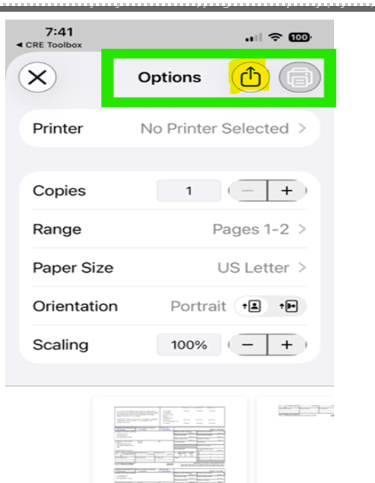 7:41
100
◀ CRE Toolbox
Options
Printer No Printer Selected >
Copies 1 - +
Range Pages 1-2 >
Paper Size US Letter >
Orientation Portrait
Scaling 100% - +